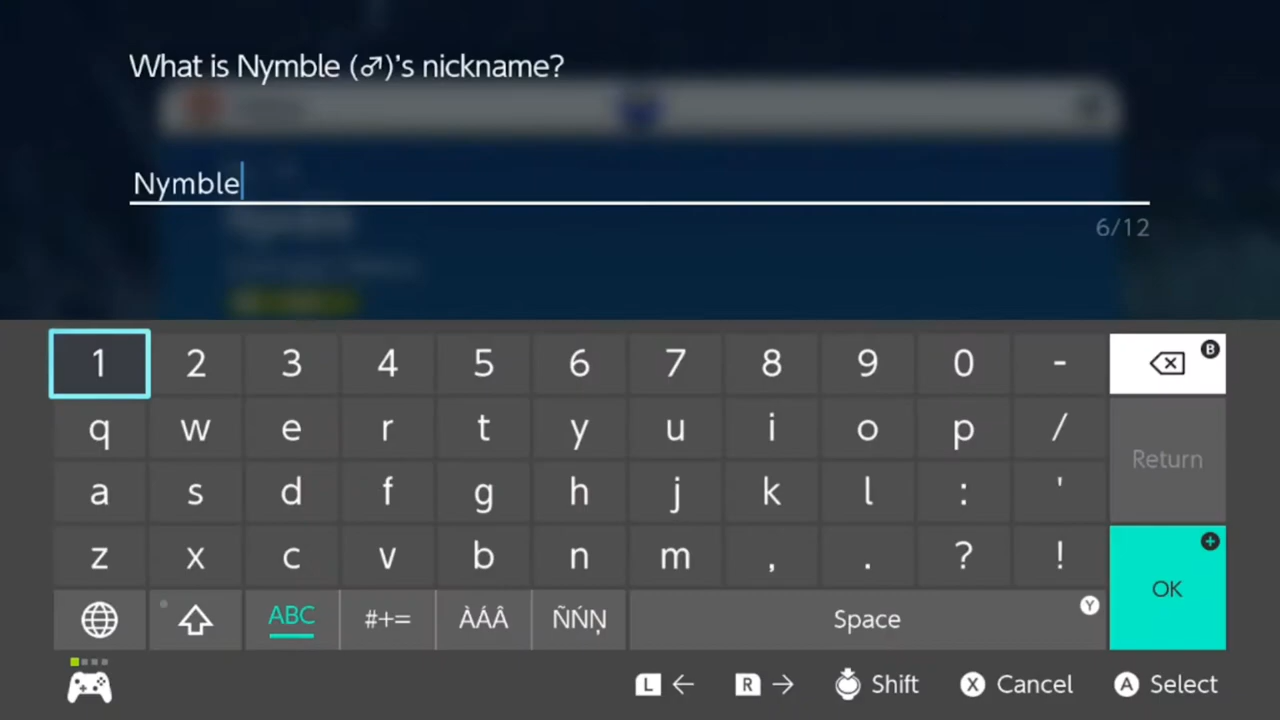 What is Nymble (♂)'s nickname?
Nymble
6/12
1 2 3 4 5 6 7 8 9 0 - B
q w e r t y u i o p /
Return
a s d f g h j k l : '
z x c v b n m , . ? ! +
OK
ABC #+= ÀÁÂ ÑŃŅ Space Y
L ← R → Shift X Cancel A Select